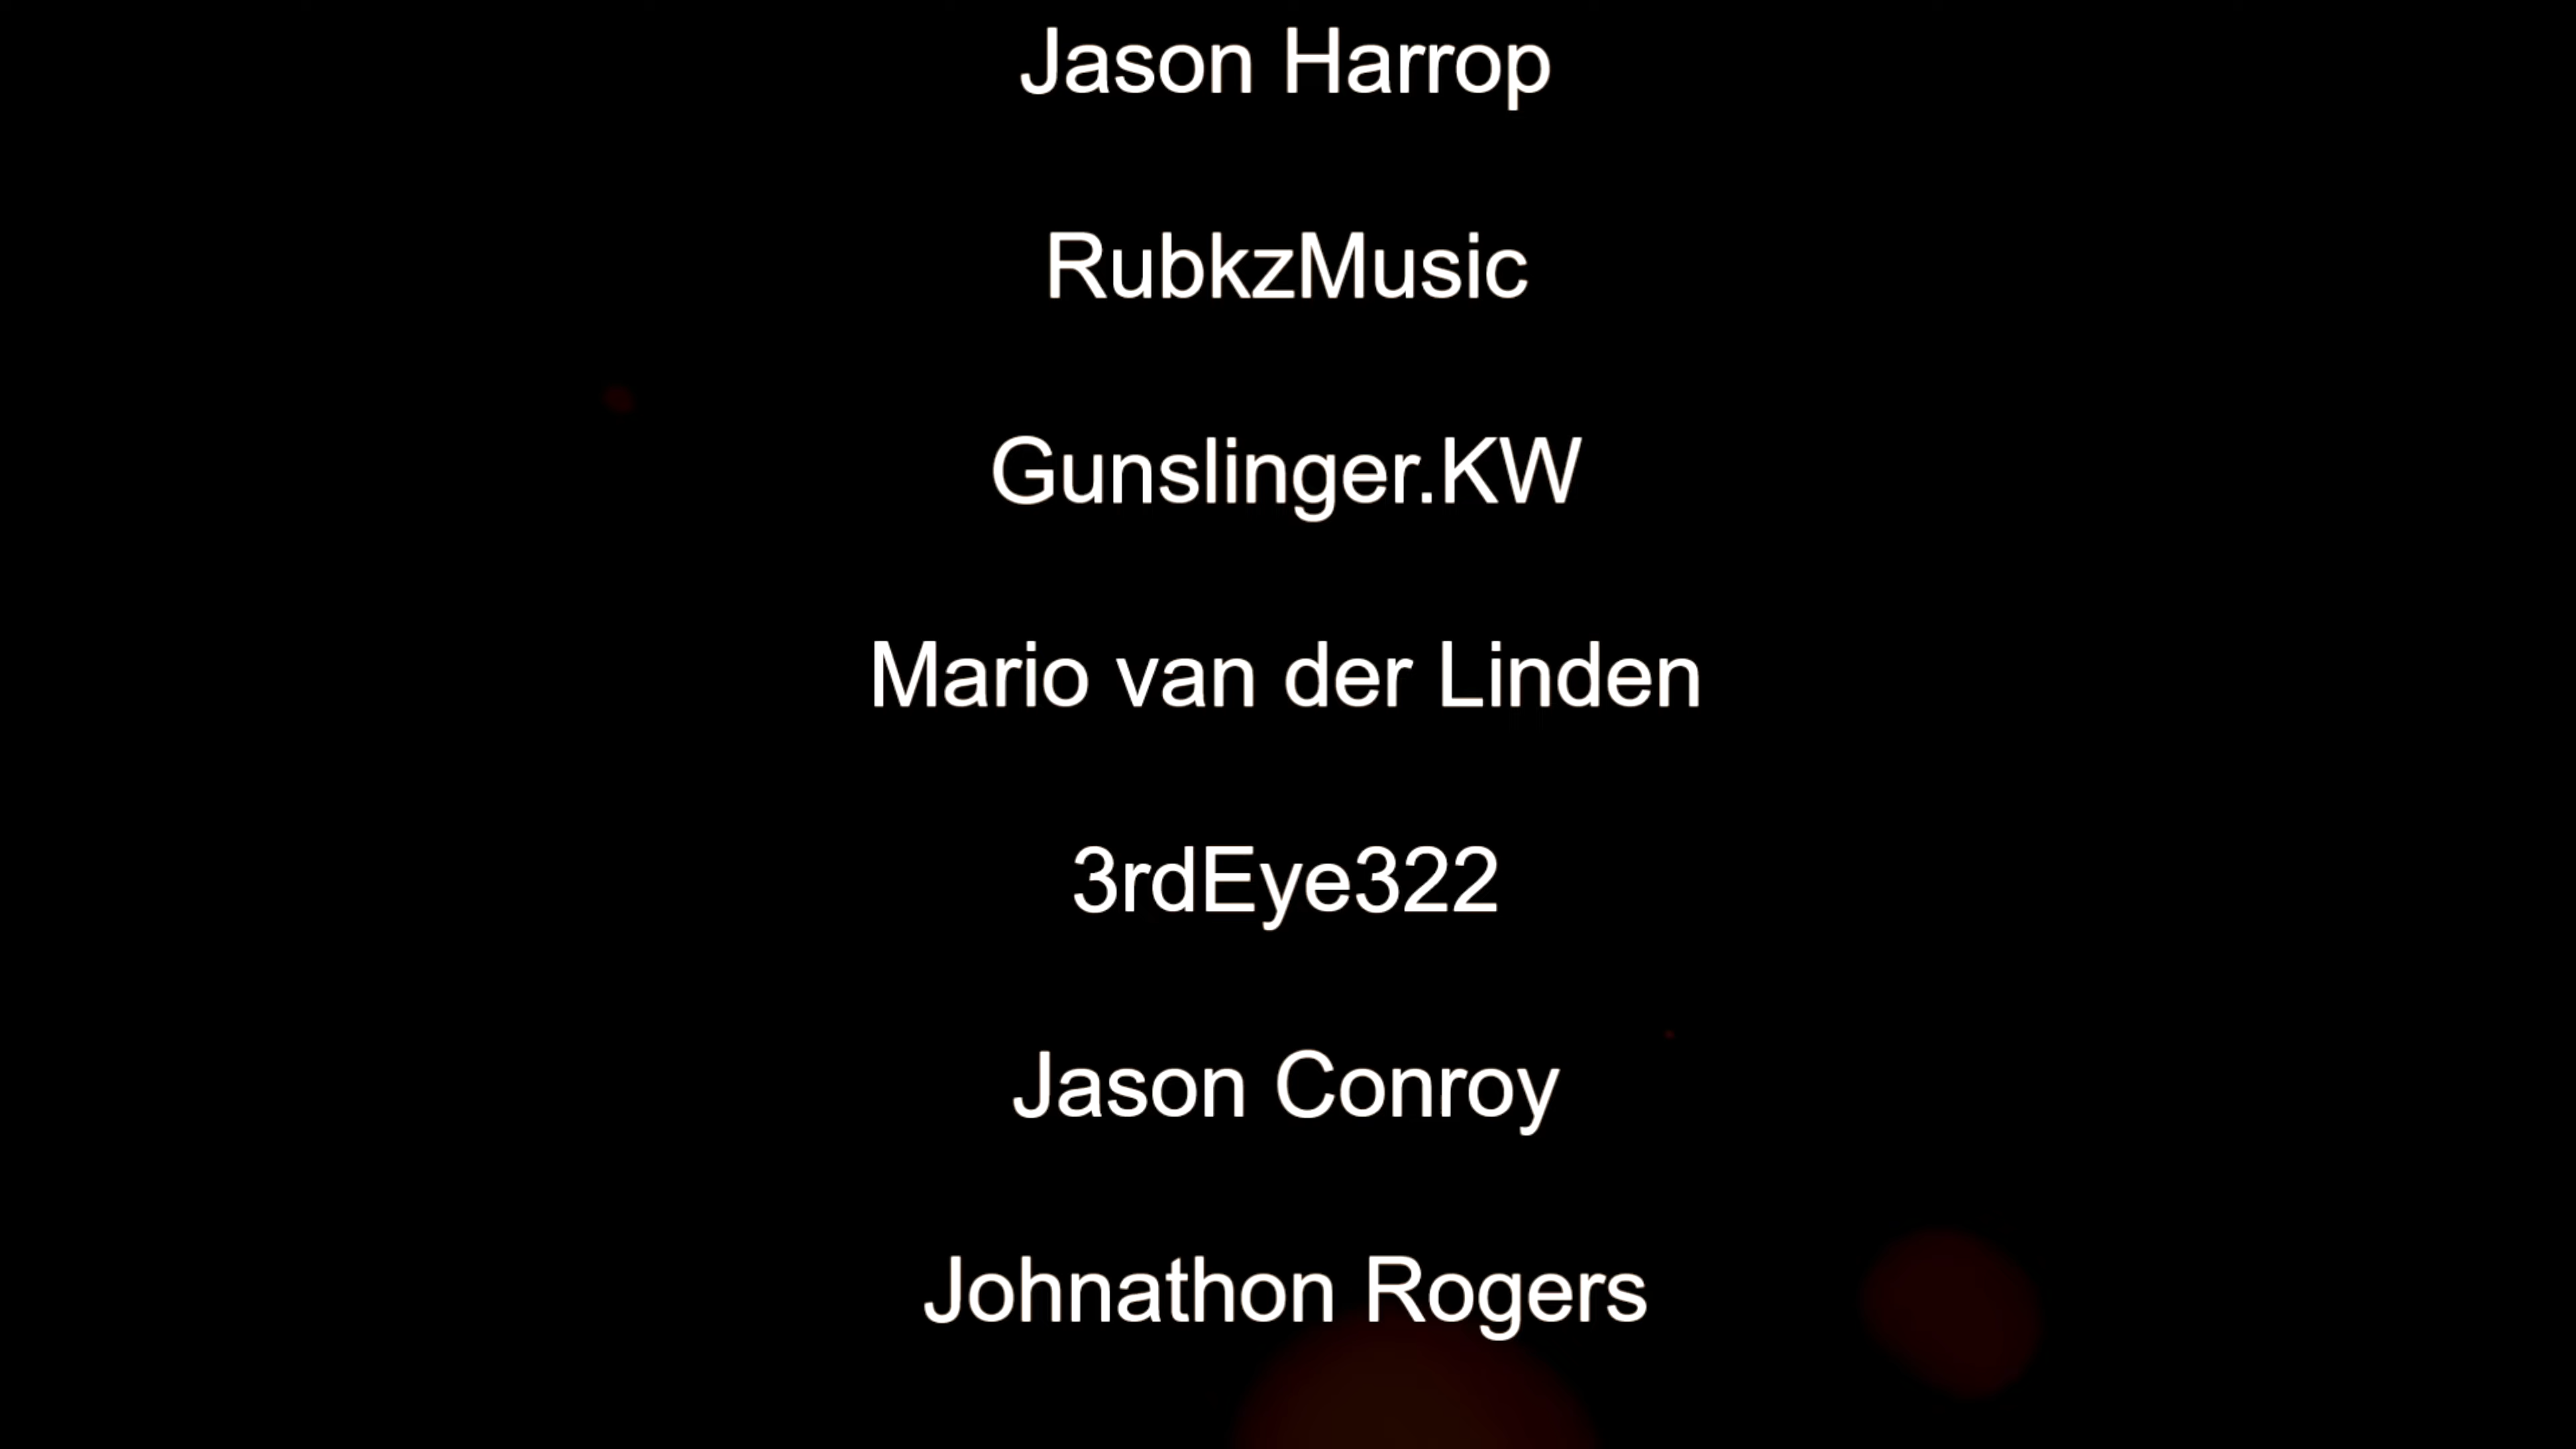 Jason Harrop
RubkzMusic
Gunslinger.KW
Mario van der Linden
3rdEye322
Jason Conroy
Johnathon Rogers